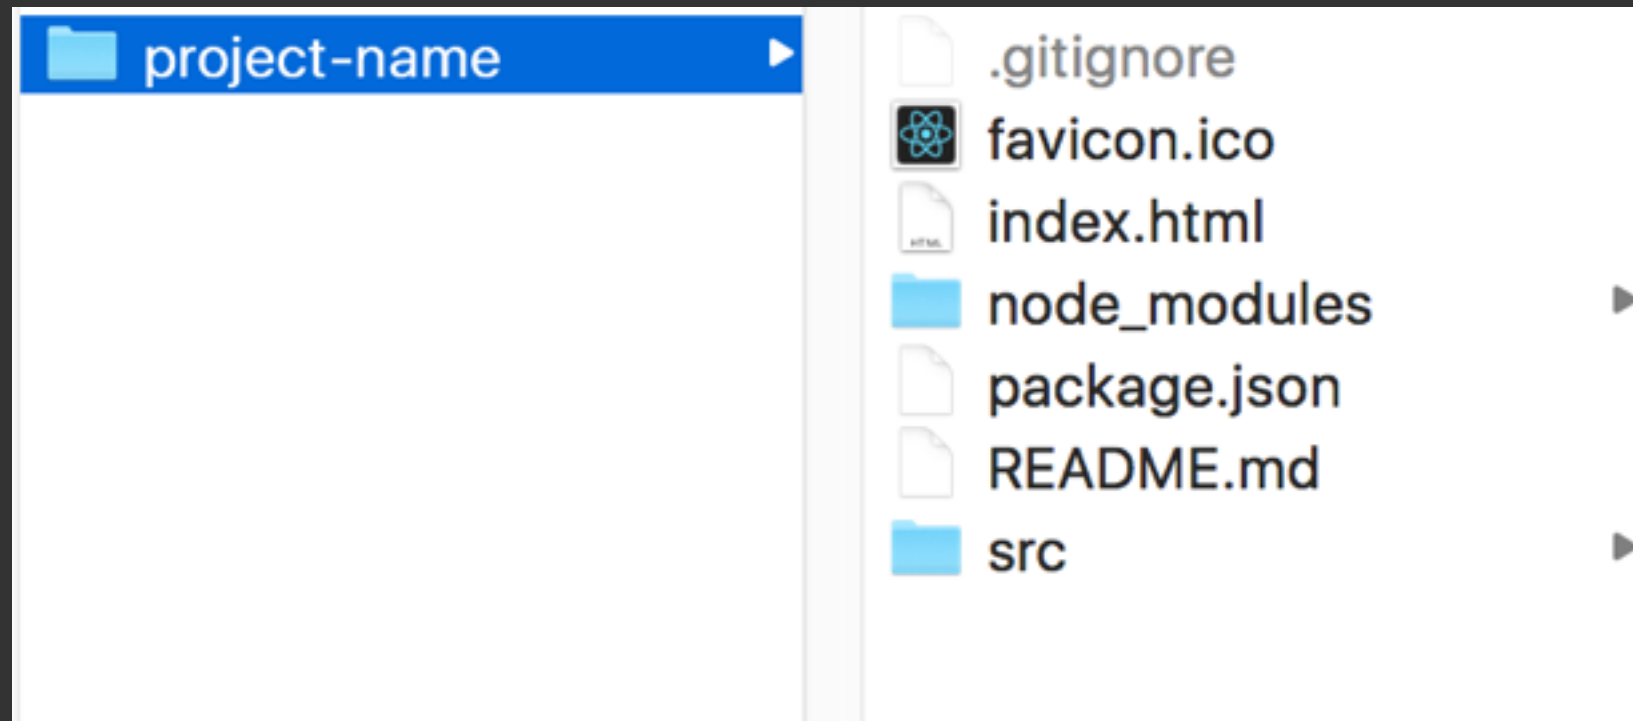 project-name
.gitignore
favicon.ico
index.html
node_modules
package.json
README.md
src